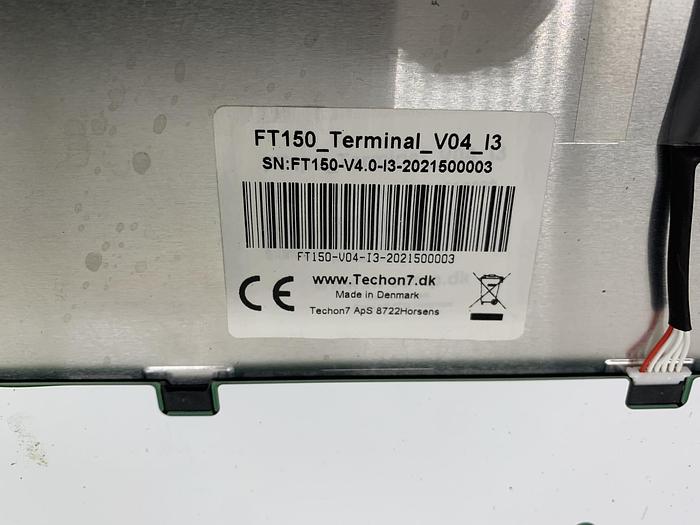 FT150_Terminal_V04_I3
SN:FT150-V4.0-I3-2021500003
FT150-V04-I3-2021500003
CE
www.Techon7.dk
Made in Denmark
Techon7 ApS 8722Horsens